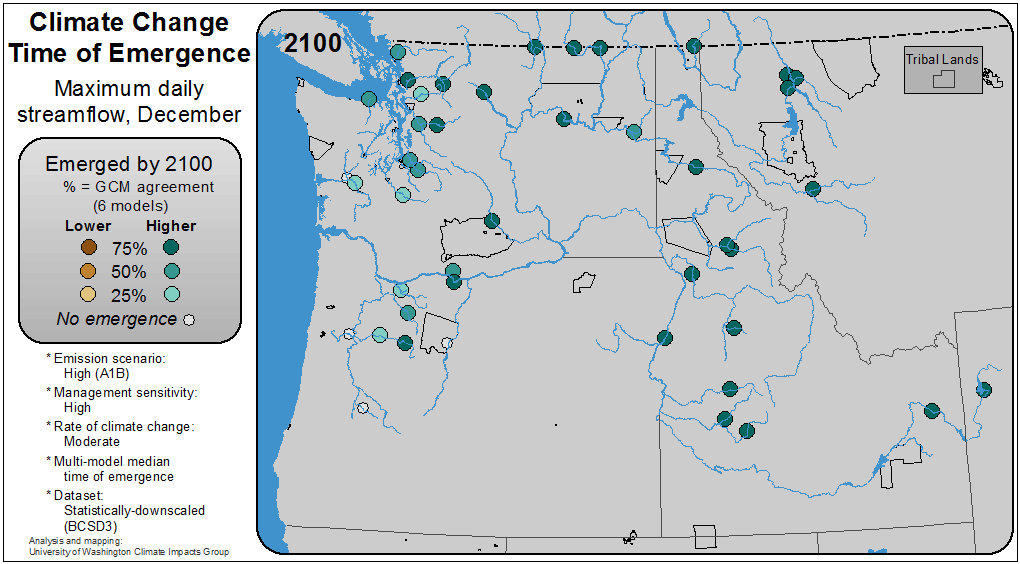 Climate Change
Time of Emergence
Maximum daily
streamflow, December
Emerged by 2100
% = GCM agreement
(6 models)
Lower Higher
75%
50%
25%
No emergence
* Emission scenario:
High (A1B)
* Management sensitivity:
High
* Rate of climate change:
Moderate
* Multi-model median
time of emergence
* Dataset:
Statistically-downscaled
(BCSD3)
Analysis and mapping:
University of Washington Climate Impacts Group
2100
Tribal Lands